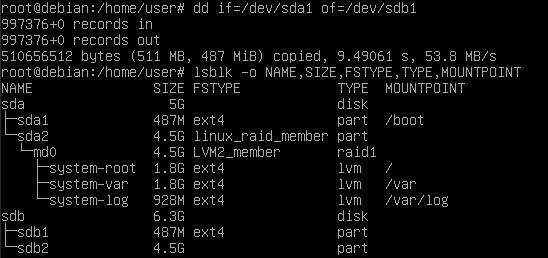 root@debian:/home/user# dd if=/dev/sda1 of=/dev/sdb1
997376+0 records in
997376+0 records out
510656512 bytes (511 MB, 487 MiB) copied, 9.49061 s, 53.8 MB/s
root@debian:/home/user# lsblk -o NAME,SIZE,FSTYPE,TYPE,MOUNTPOINT
NAME                SIZE FSTYPE            TYPE  MOUNTPOINT
sda                   5G                   disk
├─sda1              487M ext4              part  /boot
└─sda2              4.5G linux_raid_member part
  └─md0             4.5G LVM2_member       raid1
    ├─system-root   1.8G ext4              lvm   /
    ├─system-var    1.8G ext4              lvm   /var
    └─system-log    928M ext4              lvm   /var/log
sdb                 6.3G                   disk
├─sdb1              487M ext4              part
└─sdb2              4.5G                   part